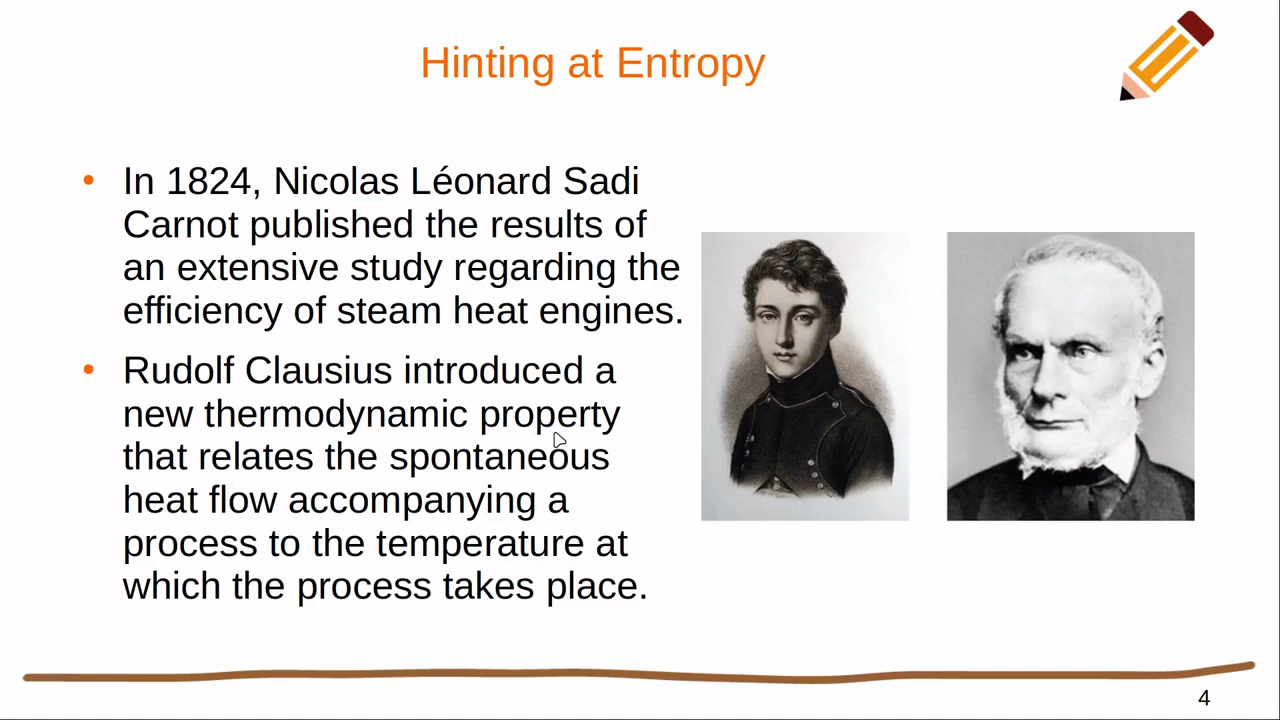 Hinting at Entropy
In 1824, Nicolas Léonard Sadi
Carnot published the results of
an extensive study regarding the
efficiency of steam heat engines.
Rudolf Clausius introduced a
new thermodynamic property
that relates the spontaneous
heat flow accompanying a
process to the temperature at
which the process takes place.
4